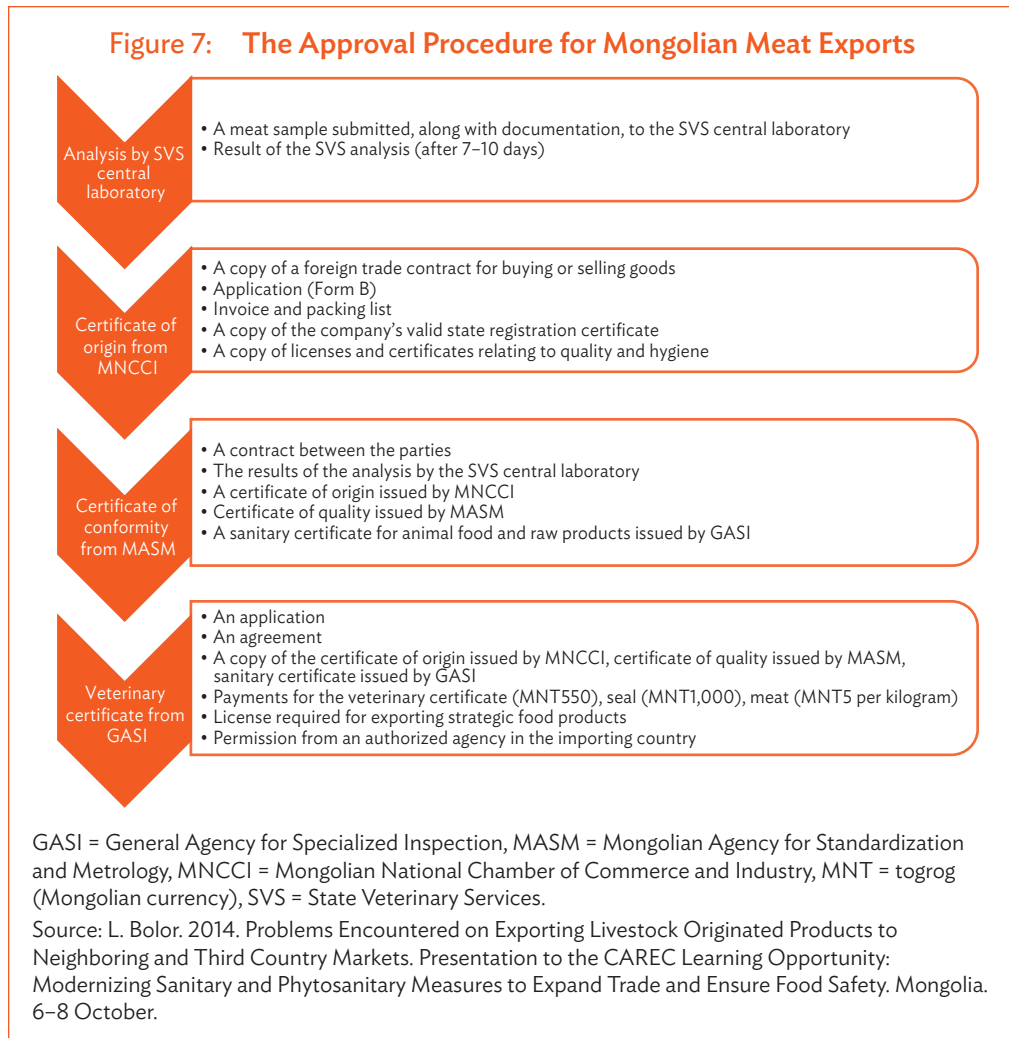 Figure 7: The Approval Procedure for Mongolian Meat Exports
Analysis by SVS
central
laboratory
• A meat sample submitted, along with documentation, to the SVS central laboratory
• Result of the SVS analysis (after 7–10 days)
Certificate of
origin from
MNCCI
• A copy of a foreign trade contract for buying or selling goods
• Application (Form B)
• Invoice and packing list
• A copy of the company's valid state registration certificate
• A copy of licenses and certificates relating to quality and hygiene
Certificate of
conformity
from MASM
• A contract between the parties
• The results of the analysis by the SVS central laboratory
• A certificate of origin issued by MNCCI
• Certificate of quality issued by MASM
• A sanitary certificate for animal food and raw products issued by GASI
Veterinary
certificate from
GASI
• An application
• An agreement
• A copy of the certificate of origin issued by MNCCI, certificate of quality issued by MASM,
sanitary certificate issued by GASI
• Payments for the veterinary certificate (MNT550), seal (MNT1,000), meat (MNT5 per kilogram)
• License required for exporting strategic food products
• Permission from an authorized agency in the importing country
GASI = General Agency for Specialized Inspection, MASM = Mongolian Agency for Standardization
and Metrology, MNCCI = Mongolian National Chamber of Commerce and Industry, MNT = togrog
(Mongolian currency), SVS = State Veterinary Services.
Source: L. Bolor. 2014. Problems Encountered on Exporting Livestock Originated Products to
Neighboring and Third Country Markets. Presentation to the CAREC Learning Opportunity:
Modernizing Sanitary and Phytosanitary Measures to Expand Trade and Ensure Food Safety. Mongolia.
6–8 October.